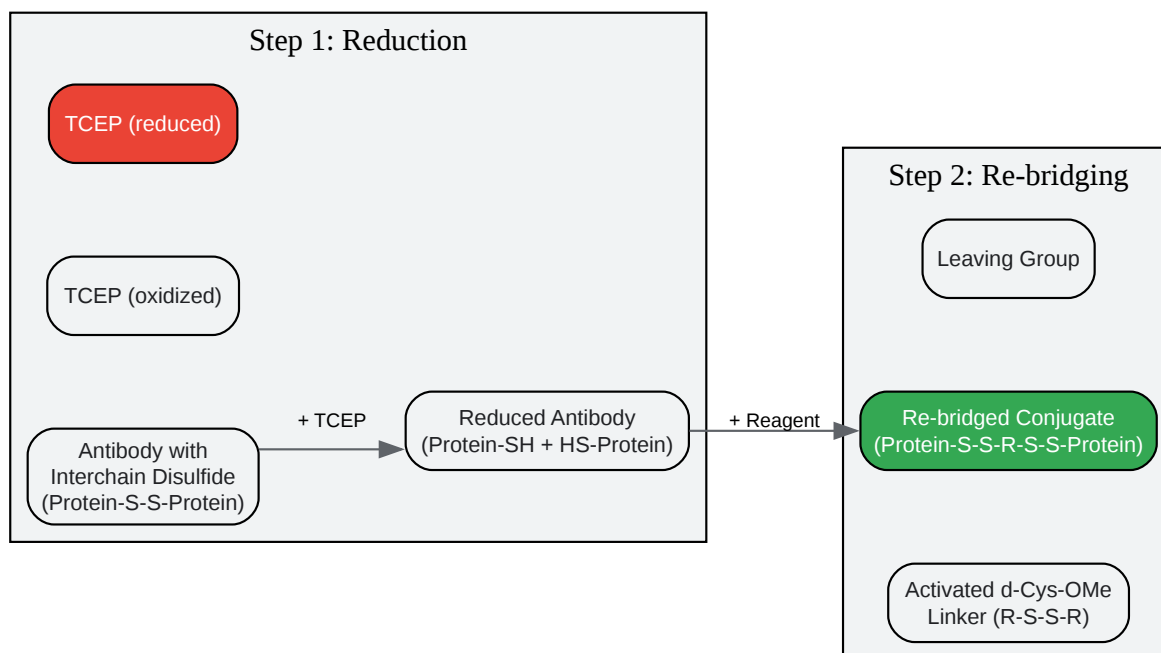 Step 1: Reduction
TCEP (reduced)
TCEP (oxidized)
Antibody with
Interchain Disulfide
(Protein-S-S-Protein)
+ TCEP
Reduced Antibody
(Protein-SH + HS-Protein)
+ Reagent
Step 2: Re-bridging
Leaving Group
Re-bridged Conjugate
(Protein-S-S-R-S-S-Protein)
Activated d-Cys-OMe
Linker (R-S-S-R)